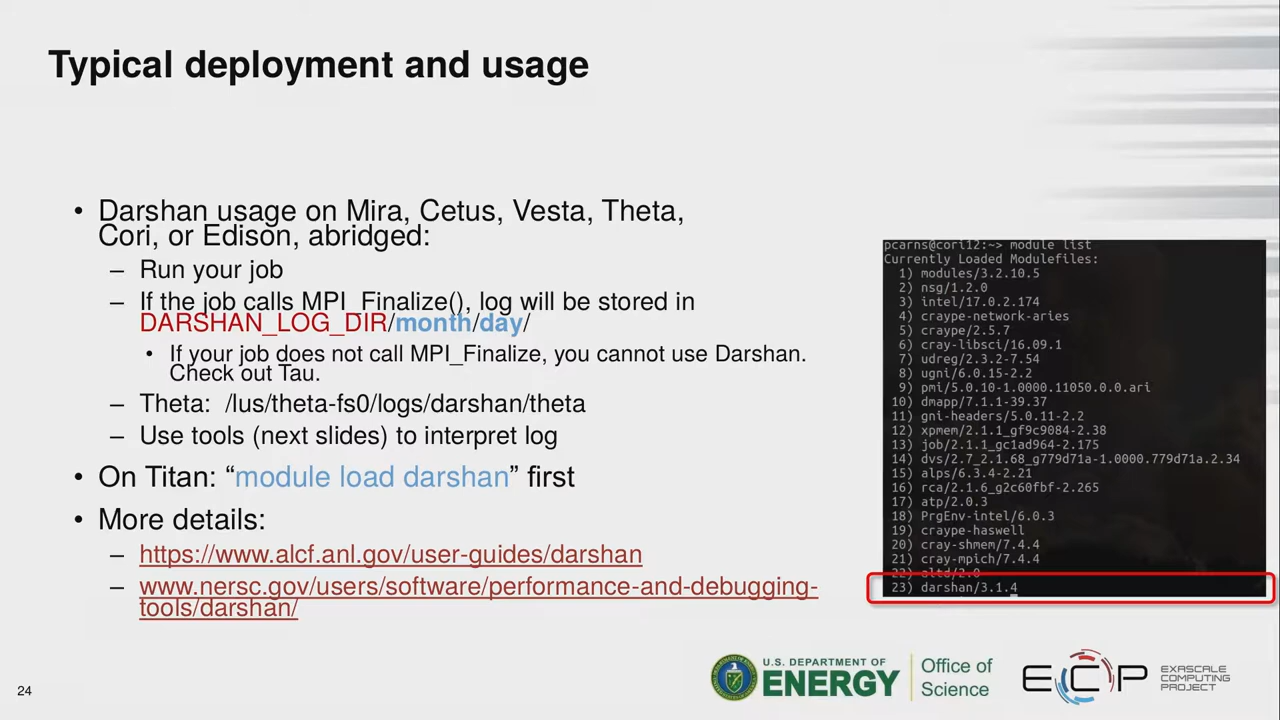 Typical deployment and usage
• Darshan usage on Mira, Cetus, Vesta, Theta,
Cori, or Edison, abridged:
– Run your job
– If the job calls MPI_Finalize(), log will be stored in
DARSHAN_LOG_DIR/month/day/
• If your job does not call MPI_Finalize, you cannot use Darshan.
Check out Tau.
– Theta: /lus/theta-fs0/logs/darshan/theta
– Use tools (next slides) to interpret log
• On Titan: “module load darshan” first
• More details:
– https://www.alcf.anl.gov/user-guides/darshan
– www.nersc.gov/users/software/performance-and-debugging-
tools/darshan/
pcarns@cori12:~> module list
Currently Loaded Modulefiles:
1) modules/3.2.10.5
2) nsg/1.2.0
3) intel/17.0.2.174
4) craype-network-aries
5) craype/2.5.7
6) cray-libsci/16.09.1
7) udreg/2.3.2-7.54
8) ugni/6.0.15-2.2
9) pmi/5.0.10-1.0000.11050.0.0.ari
10) dmapp/7.1.1-39.37
11) gni-headers/5.0.11-2.2
12) xpmem/2.1.1_gf9c9084-2.38
13) job/2.1.1_gc1ad964-2.175
14) dvs/2.7_2.1.68_g779d71a-1.0000.779d71a.2.34
15) alps/6.3.4-2.21
16) rca/2.1.6_g2c60fbf-2.265
17) atp/2.0.3
18) PrgEnv-intel/6.0.3
19) craype-haswell
20) cray-shmem/7.4.4
21) cray-mpich/7.4.4
22) altd/2.0
23) darshan/3.1.4
24
U.S. DEPARTMENT OF
ENERGY
Office of
Science
ECP
EXASCALE
COMPUTING
PROJECT